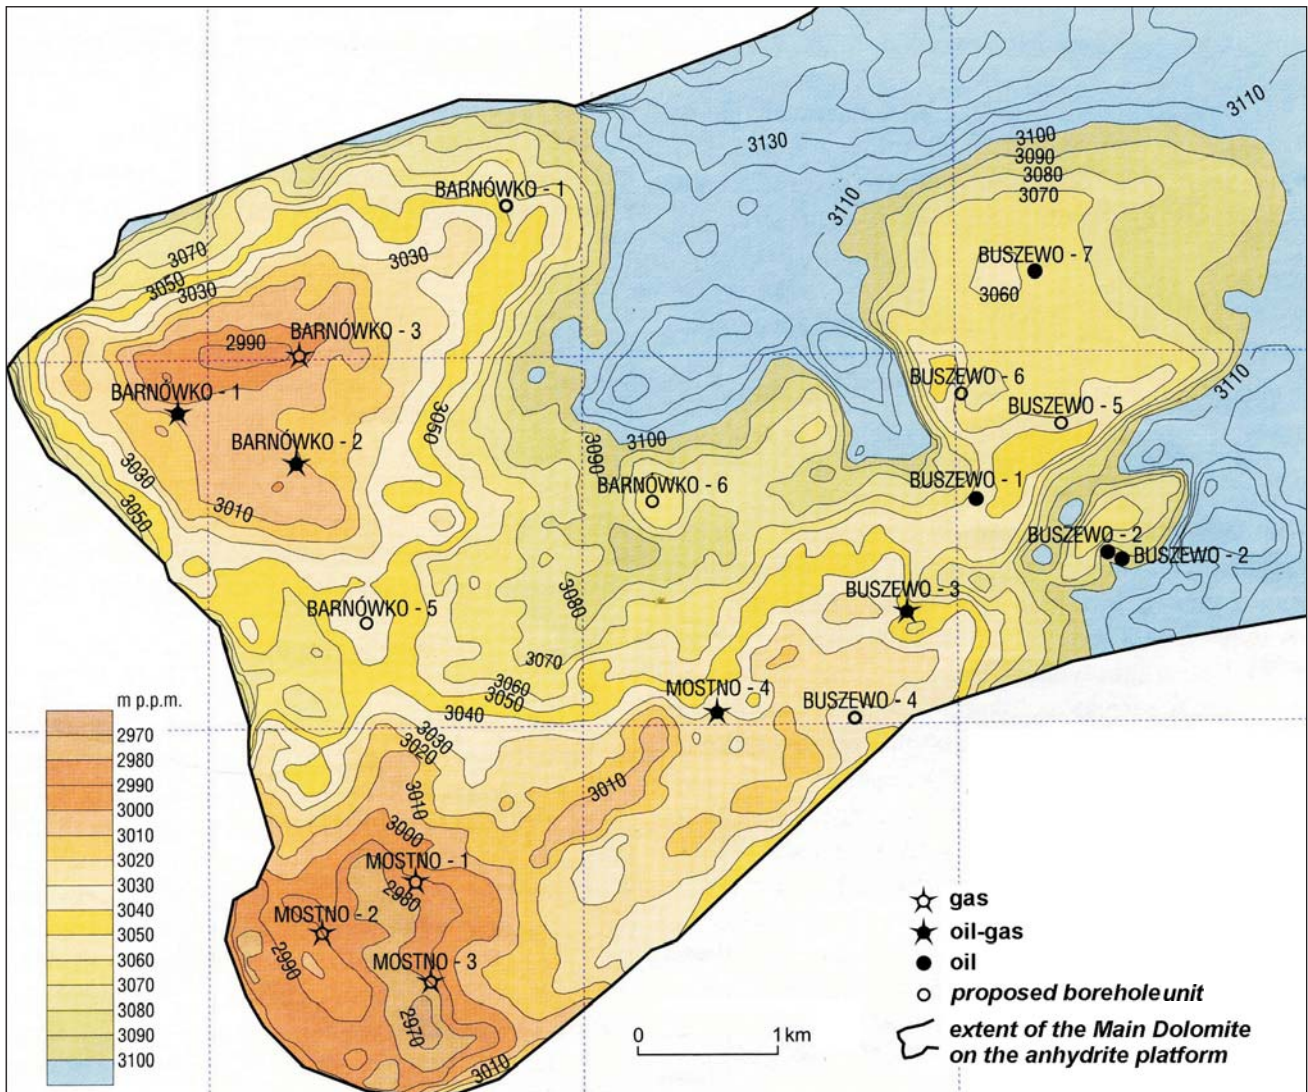 3110
3130
3100
3090
3080
3070
3110
BARNÓWKO - 1
3070
3050
3030
3030
BUSZEWO - 7
3060
BARNÓWKO - 3
2990
BARNÓWKO - 1
BUSZEWO - 6
3110
BUSZEWO - 5
BARNÓWKO - 2
3100
3090
3030
3050
BARNÓWKO - 6
BUSZEWO - 1
3010
BUSZEWO - 2
BUSZEWO - 2
3080
BARNÓWKO - 5
BUSZEWO - 3
3070
3060
3050
3040
MOSTNO - 4
BUSZEWO - 4
3030
3020
3010
3010
3000
MOSTNO - 1
2980
MOSTNO - 2
2990
MOSTNO - 3
2970
3010
m p.p.m.
2970
2980
2990
3000
3010
3020
3030
3040
3050
3060
3070
3080
3090
3100
0 1 km
gas
oil-gas
oil
proposed borehole unit
extent of the Main Dolomite
on the anhydrite platform